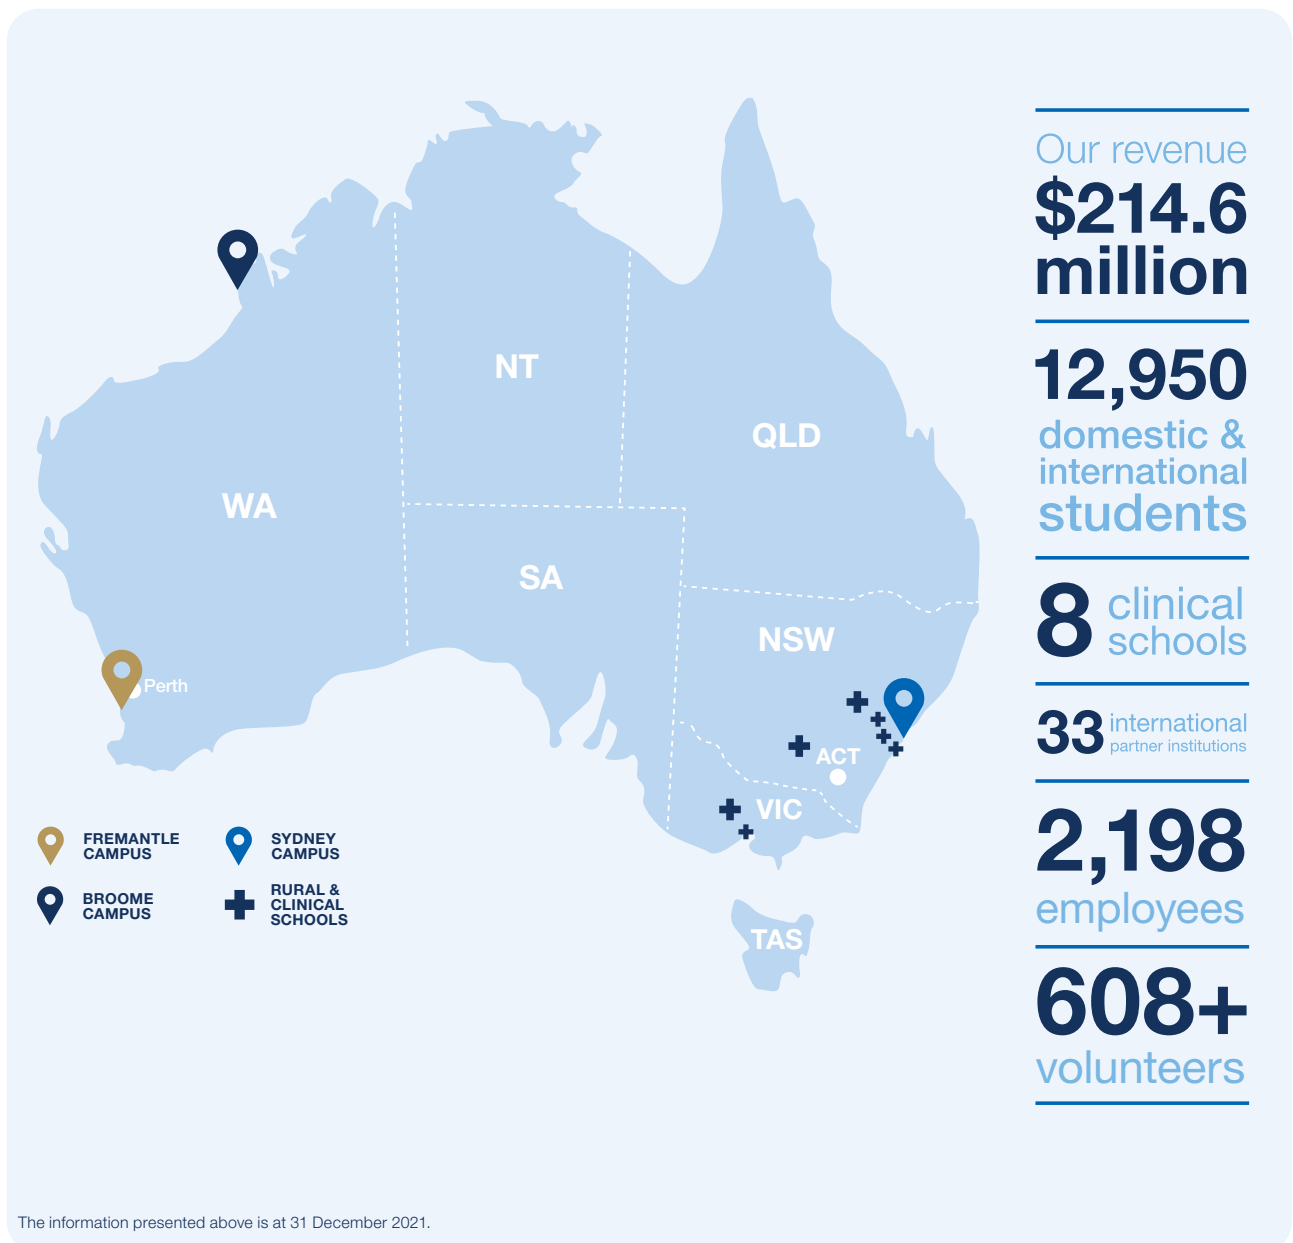 NT
QLD
WA
SA
NSW
Perth
ACT
VIC
TAS
FREMANTLE
CAMPUS
SYDNEY
CAMPUS
BROOME
CAMPUS
RURAL &
CLINICAL
SCHOOLS
Our revenue
$214.6
million
12,950
domestic &
international
students
8 clinical
schools
33 international
partner institutions
2,198
employees
608+
volunteers
The information presented above is at 31 December 2021.